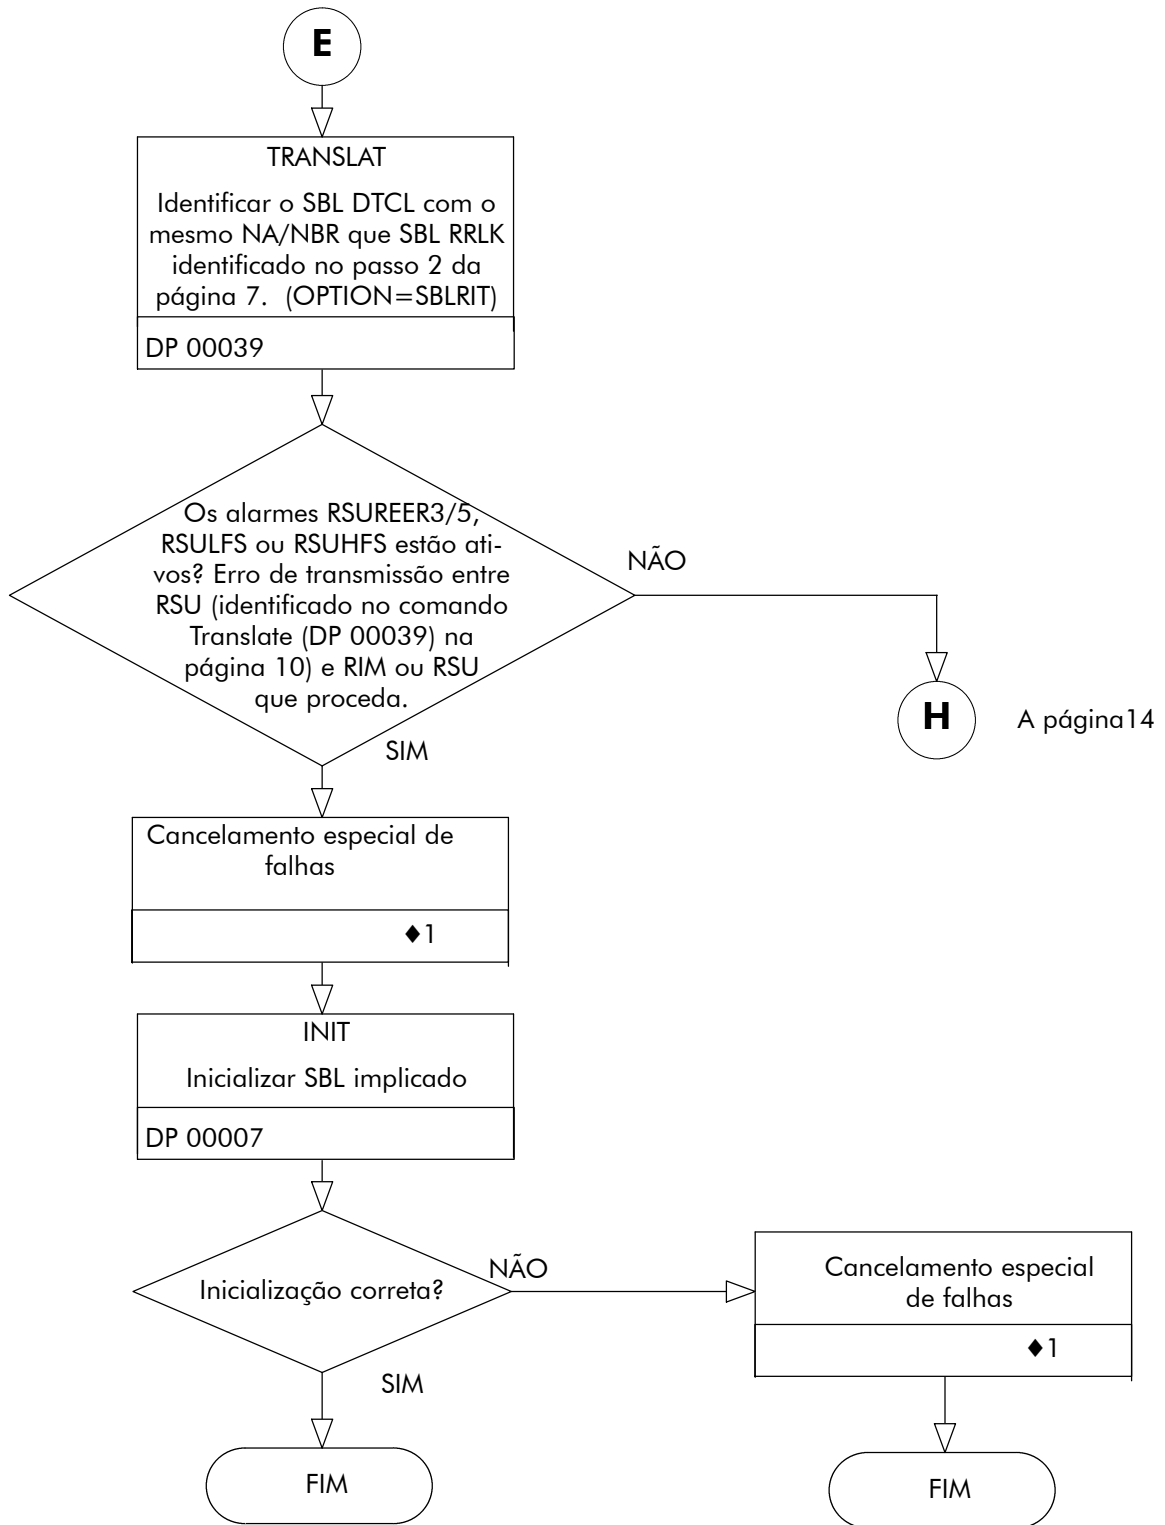 E
TRANSLAT
Identificar o SBL DTCL com o
mesmo NA/NBR que SBL RRLK
identificado no passo 2 da
página 7. (OPTION=SBLRIT)
DP 00039
Os alarmes RSUREER3/5,
RSULFS ou RSUHFS estão ati-
vos? Erro de transmissão entre
RSU (identificado no comando
Translate (DP 00039) na
página 10) e RIM ou RSU
que proceda.
NÃO
H
A página14
SIM
Cancelamento especial de
falhas
♦1
INIT
Inicializar SBL implicado
DP 00007
Inicialização correta?
NÃO
Cancelamento especial
de falhas
♦1
SIM
FIM
FIM